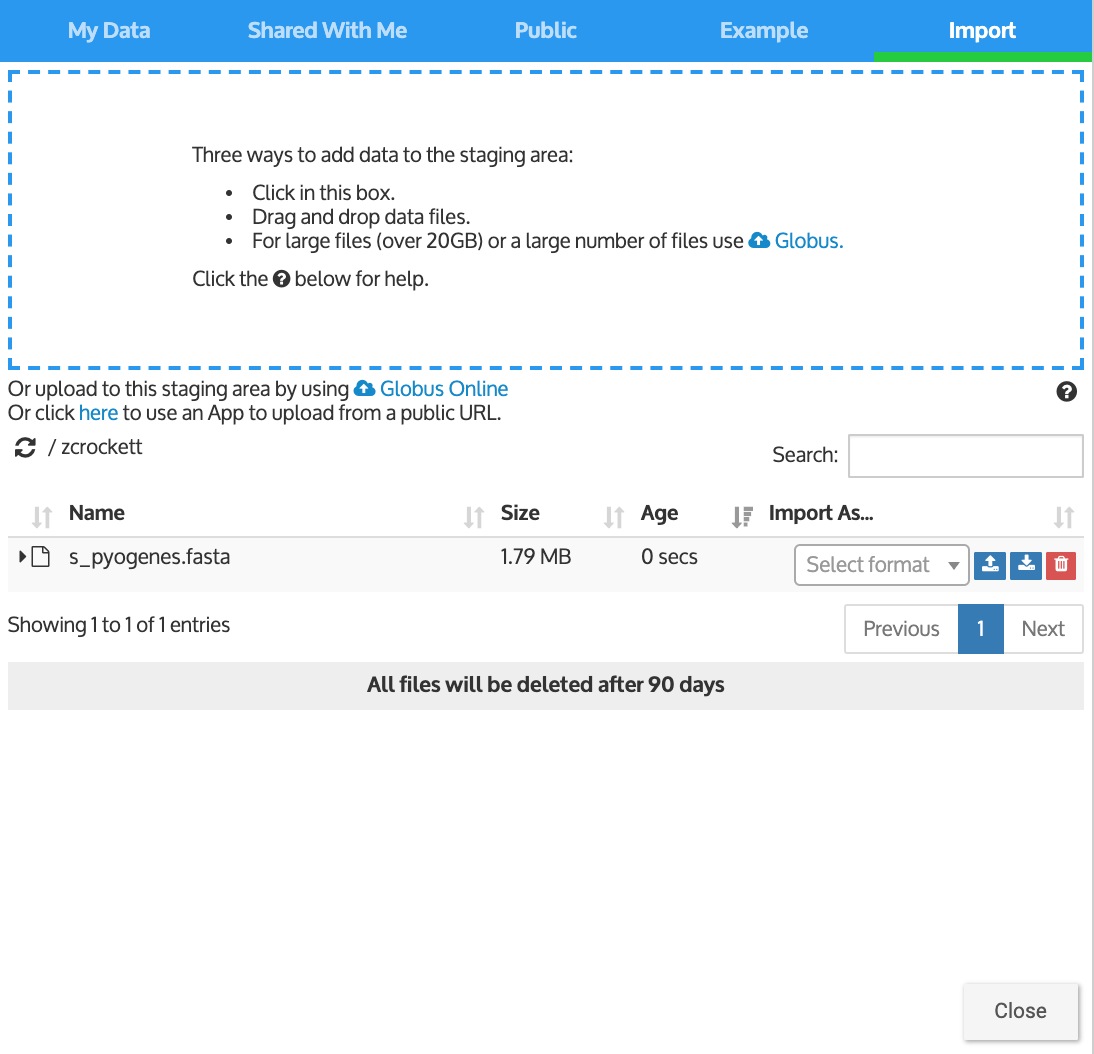 My Data Shared With Me Public Example Import
Three ways to add data to the staging area:
• Click in this box.
• Drag and drop data files.
• For large files (over 20GB) or a large number of files use Globus.
Click the ? below for help.
Or upload to this staging area by using Globus Online
?
Or click here to use an App to upload from a public URL.
/ zcrockett
Search:
Name Size Age Import As...
s_pyogenes.fasta 1.79 MB 0 secs Select format
Showing 1 to 1 of 1 entries
Previous 1 Next
All files will be deleted after 90 days
Close